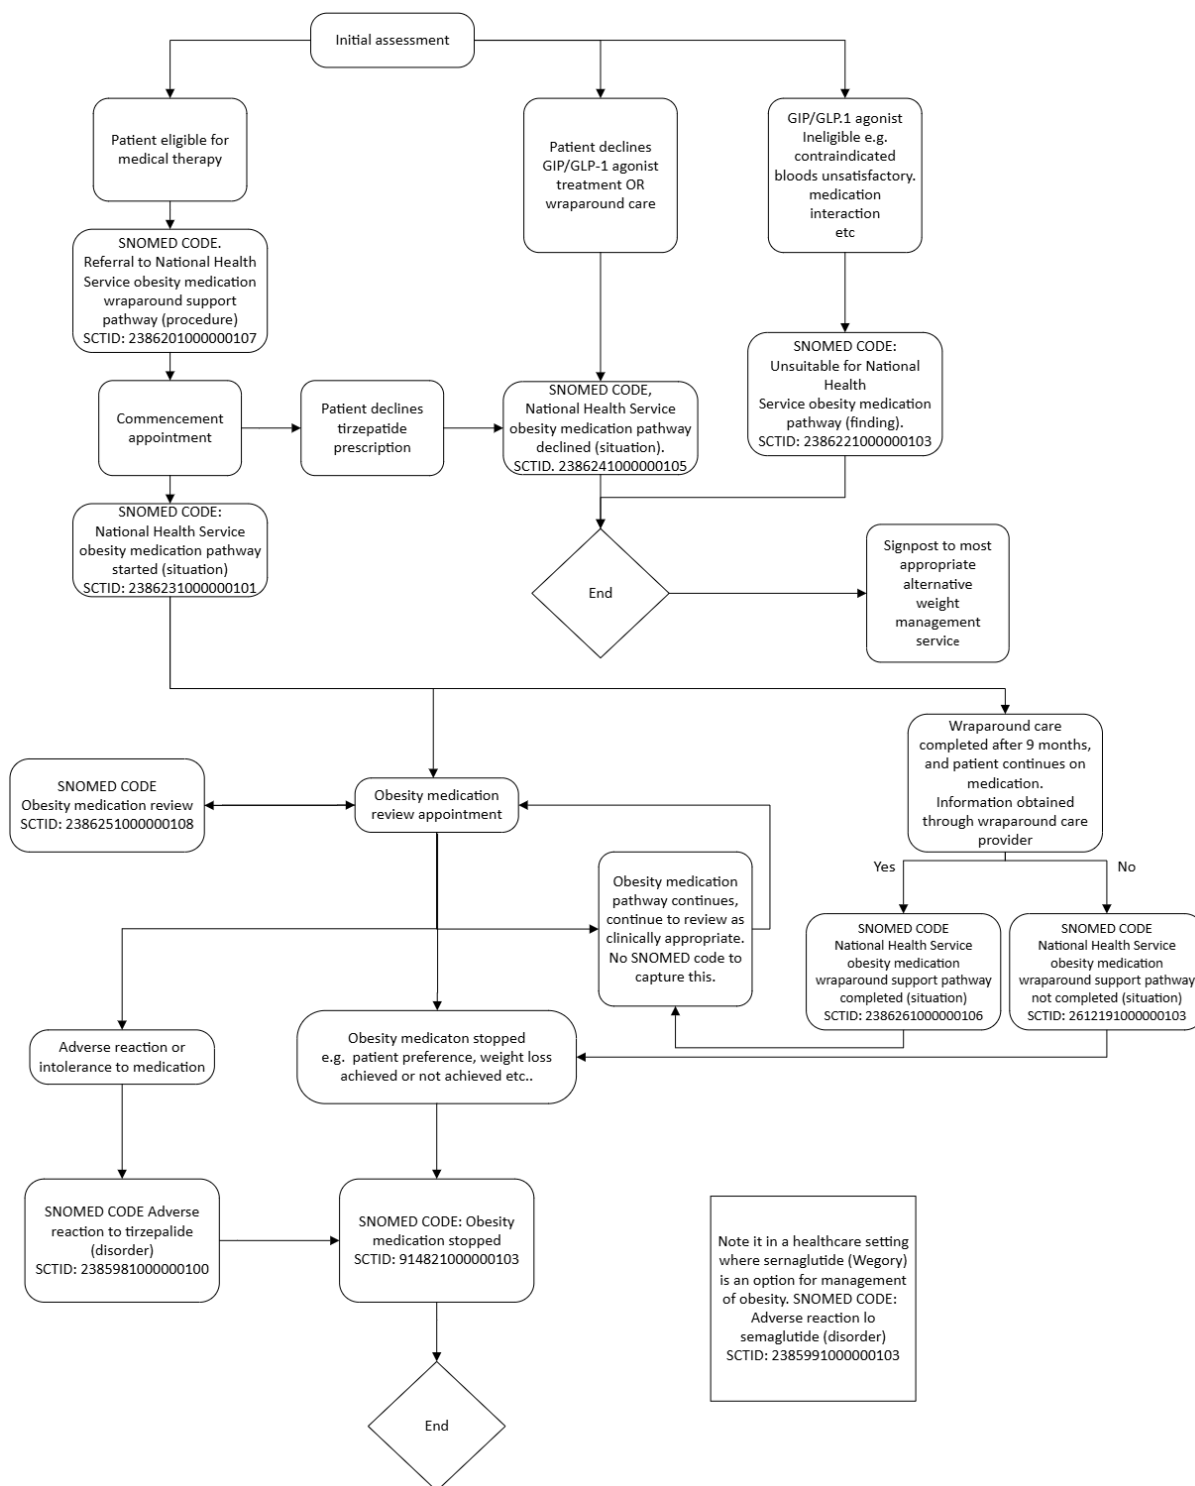 Initial assessment
Patient eligible for
medical therapy
Patient declines
GIP/GLP-1 agonist
treatment OR
wraparound care
GIP/GLP.1 agonist
Ineligible e.g.
contraindicated
bloods unsatisfactory.
medication
interaction
etc
SNOMED CODE.
Referral to National Health
Service obesity medication
wraparound support
pathway (procedure)
SCTID: 2386201000000107
SNOMED CODE:
Unsuitable for National
Health
Service obesity medication
pathway (finding).
SCTID: 2386221000000103
Commencement
appointment
Patient declines
tirzepatide
prescription
SNOMED CODE,
National Health Service
obesity medication pathway
declined (situation).
SCTID. 2386241000000105
SNOMED CODE:
National Health Service
obesity medication pathway
started (situation)
SCTID: 2386231000000101
End
Signpost to most
appropriate
alternative
weight
management
service
Wraparound care
completed after 9 months,
and patient continues on
medication.
Information obtained
through wraparound care
provider
SNOMED CODE
Obesity medication review
SCTID: 2386251000000108
Obesity medication
review appointment
Yes
No
Obesity medication
pathway continues,
continue to review as
clinically appropriate.
No SNOMED code to
capture this.
SNOMED CODE
National Health Service
obesity medication
wraparound support pathway
completed (situation)
SCTID: 2386261000000106
SNOMED CODE
National Health Service
obesity medication
wraparound support pathway
not completed (situation)
SCTID: 2612191000000103
Adverse reaction or
intolerance to medication
Obesity medicaton stopped
e.g. patient preference, weight loss
achieved or not achieved etc..
SNOMED CODE Adverse
reaction to tirzepalide
(disorder)
SCTID: 2385981000000100
SNOMED CODE: Obesity
medication stopped
SCTID: 914821000000103
Note it in a healthcare setting
where sernaglutide (Wegory)
is an option for management
of obesity. SNOMED CODE:
Adverse reaction lo
semaglutide (disorder)
SCTID: 2385991000000103
End